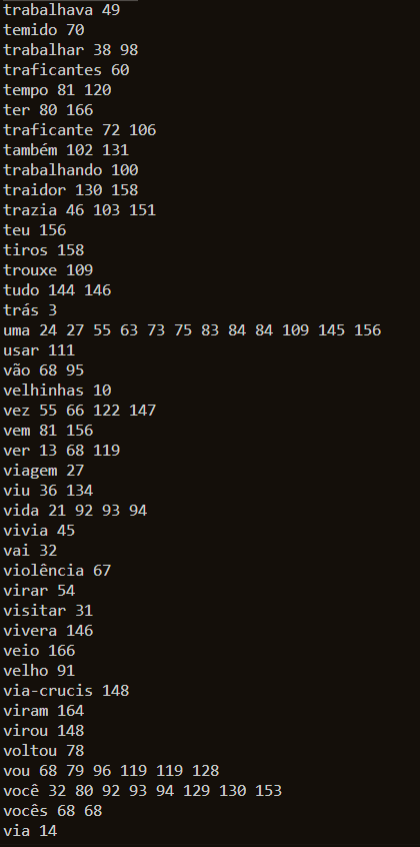 trabalhava 49
temido 70
trabalhar 38 98
traficantes 60
tempo 81 120
ter 80 166
traficante 72 106
também 102 131
trabalhando 100
traidor 130 158
trazia 46 103 151
teu 156
tiros 158
trouxe 109
tudo 144 146
trás 3
uma 24 27 55 63 73 75 83 84 84 109 145 156
usar 111
vão 68 95
velhinhas 10
vez 55 66 122 147
vem 81 156
ver 13 68 119
viagem 27
viu 36 134
vida 21 92 93 94
vivia 45
vai 32
violência 67
virar 54
visitar 31
vivera 146
veio 166
velho 91
via-crucis 148
viram 164
virou 148
voltou 78
vou 68 79 96 119 119 128
você 32 80 92 93 94 129 130 153
vocês 68 68
via 14